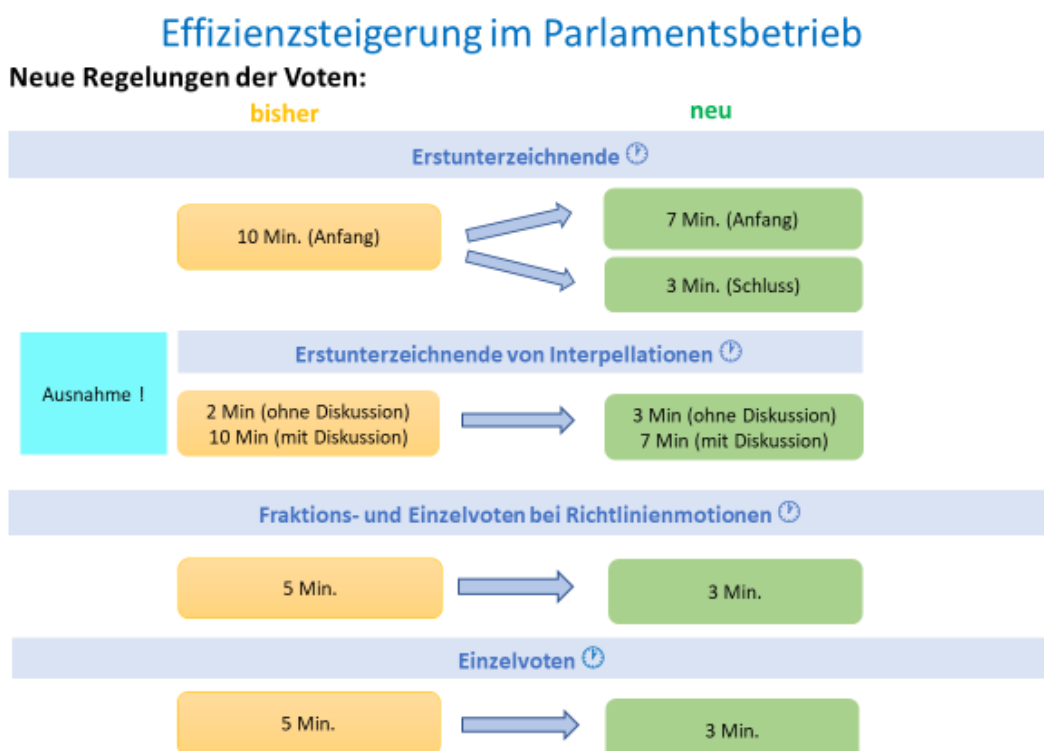 Effizienzsteigerung im Parlamentsbetrieb
Neue Regelungen der Voten:
bisher
neu
Erstunterzeichnende
10 Min. (Anfang)
7 Min. (Anfang)
3 Min. (Schluss)
Ausnahme !
Erstunterzeichnende von Interpellationen
2 Min (ohne Diskussion)
10 Min (mit Diskussion)
3 Min (ohne Diskussion)
7 Min (mit Diskussion)
Fraktions- und Einzelvoten bei Richtlinienmotionen
5 Min.
3 Min.
Einzelvoten
5 Min.
3 Min.